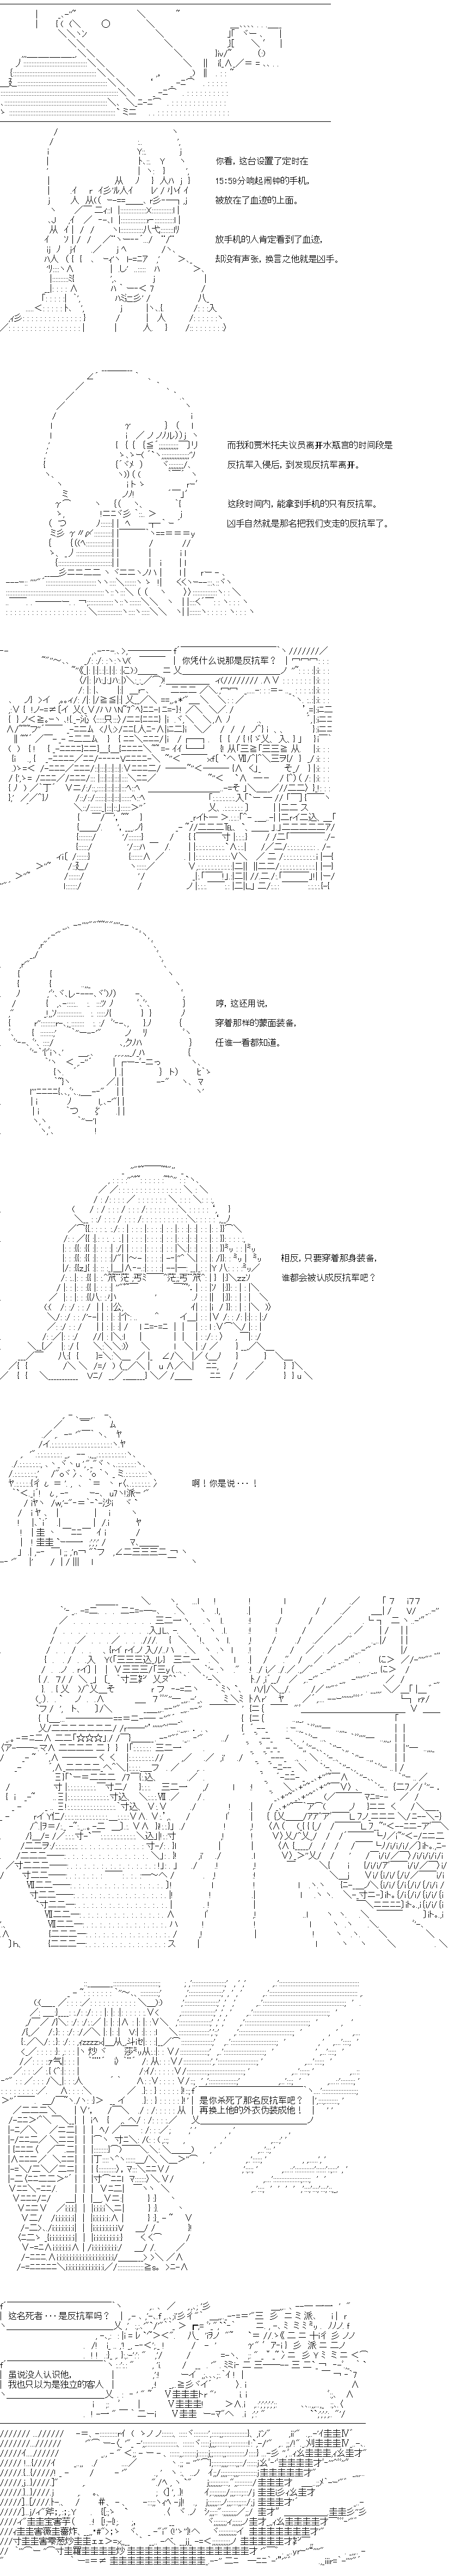 你看，这台设置了定时在
15:59分响起闹钟的手机，
被放在了血迹的上面。
放手机的人肯定看到了血迹，
却没有声张，换言之他就是凶手。
而我和贾米托夫议员离开水瓶宫的时间段是
反抗军入侵后，到发现反抗军离开。
这段时间内，能拿到手机的只有反抗军。
凶手自然就是那名把我们支走的反抗军了。
你凭什么说那是反抗军？
哼，这还用说，
穿着那样的蒙面装备，
任谁一看都知道。
相反，只要穿着那身装备，
谁都会被认成反抗军吧？
啊！你是说・・・！
是你杀死了那名反抗军吧？
再换上他的外衣伪装成他！
这名死者・・・是反抗军吗？
虽说没人认识他，
我也只以为是独立的客人